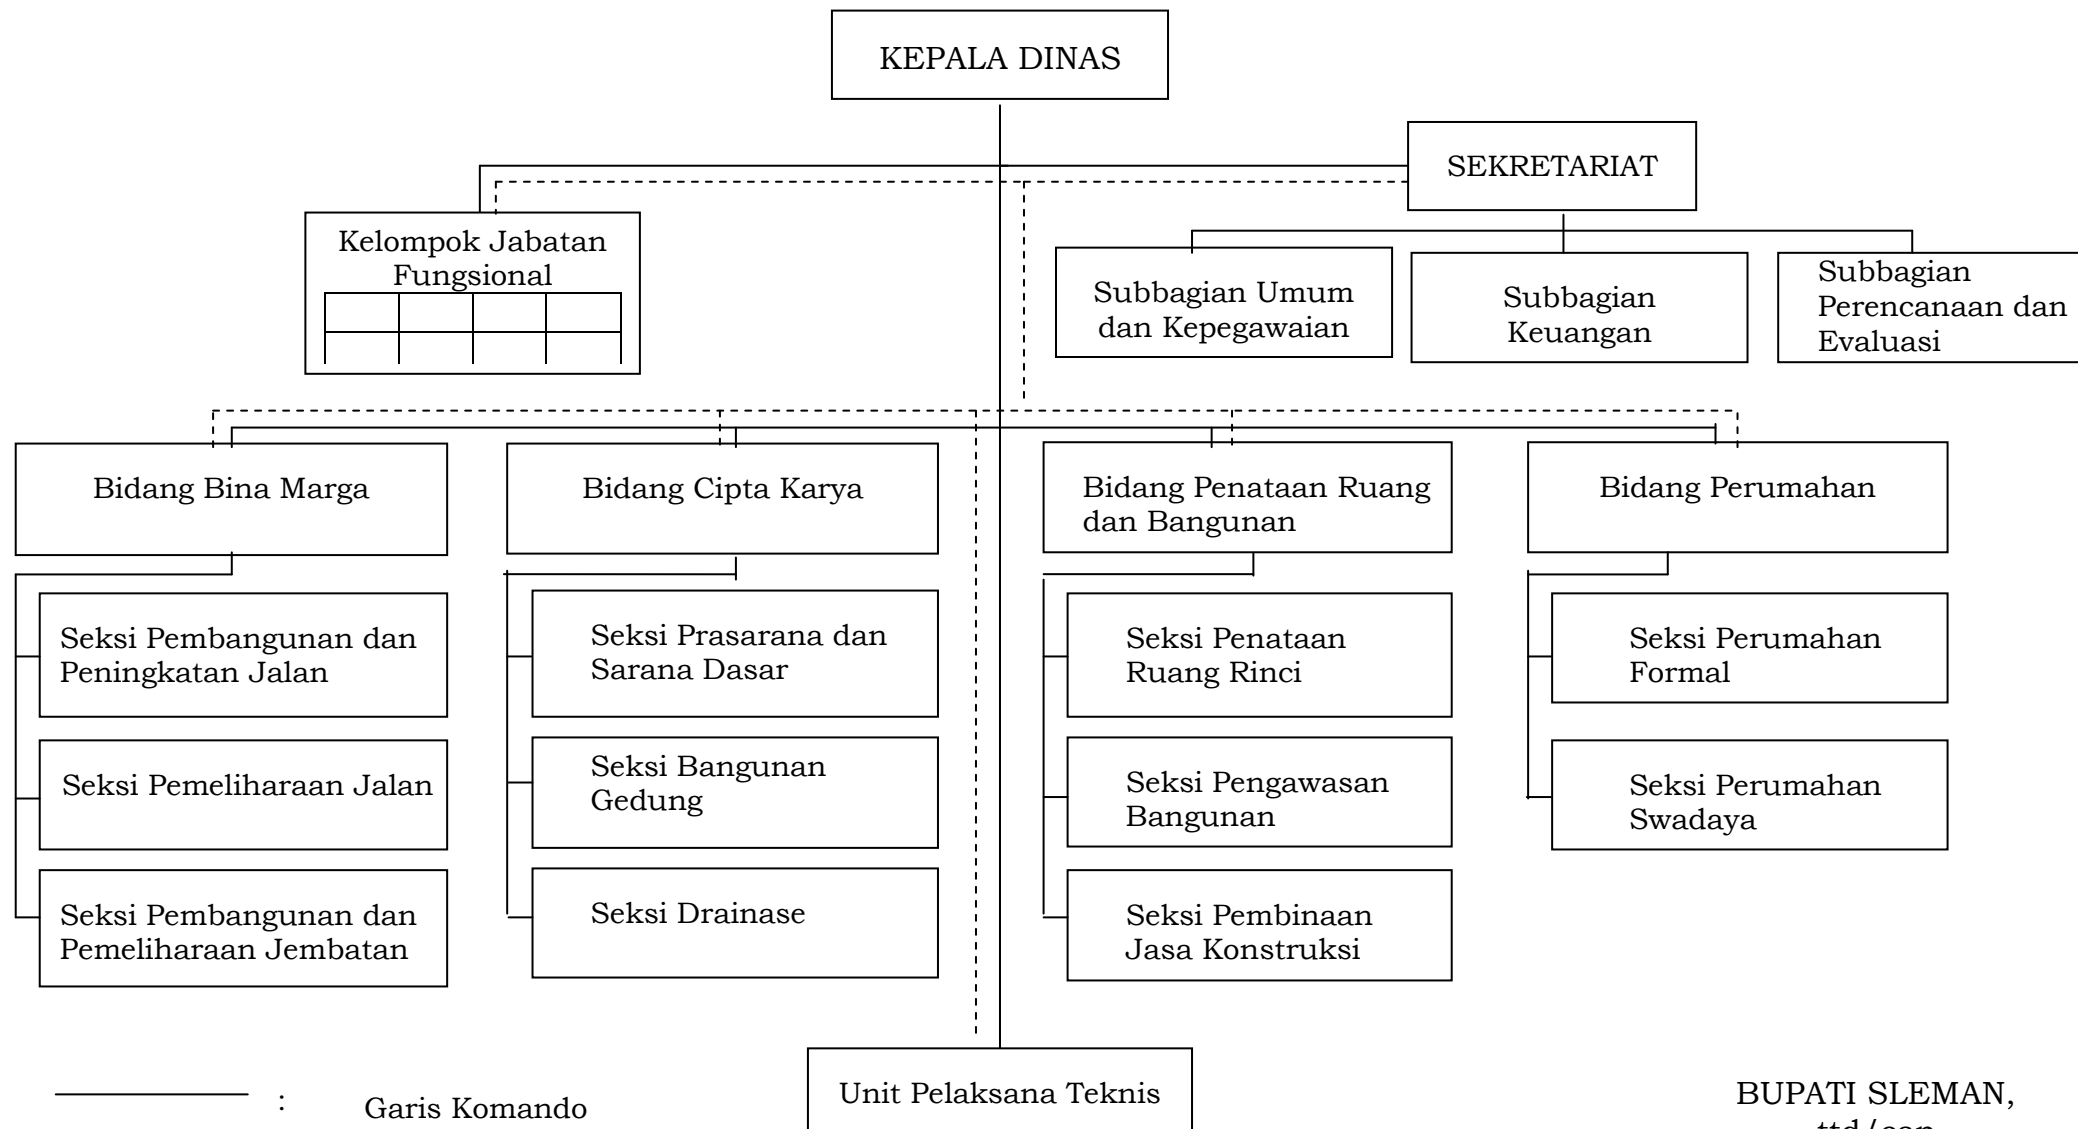 KEPALA DINAS
SEKRETARIAT
Kelompok Jabatan
Fungsional
Subbagian Umum
dan Kepegawaian
Subbagian
Keuangan
Subbagian
Perencanaan dan
Evaluasi
Bidang Bina Marga
Bidang Cipta Karya
Bidang Penataan Ruang
dan Bangunan
Bidang Perumahan
Seksi Pembangunan dan
Peningkatan Jalan
Seksi Pemeliharaan Jalan
Seksi Pembangunan dan
Pemeliharaan Jembatan
Seksi Prasarana dan
Sarana Dasar
Seksi Bangunan
Gedung
Seksi Drainase
Seksi Penataan
Ruang Rinci
Seksi Pengawasan
Bangunan
Seksi Pembinaan
Jasa Konstruksi
Seksi Perumahan
Formal
Seksi Perumahan
Swadaya
Unit Pelaksana Teknis
: Garis Komando
BUPATI SLEMAN,